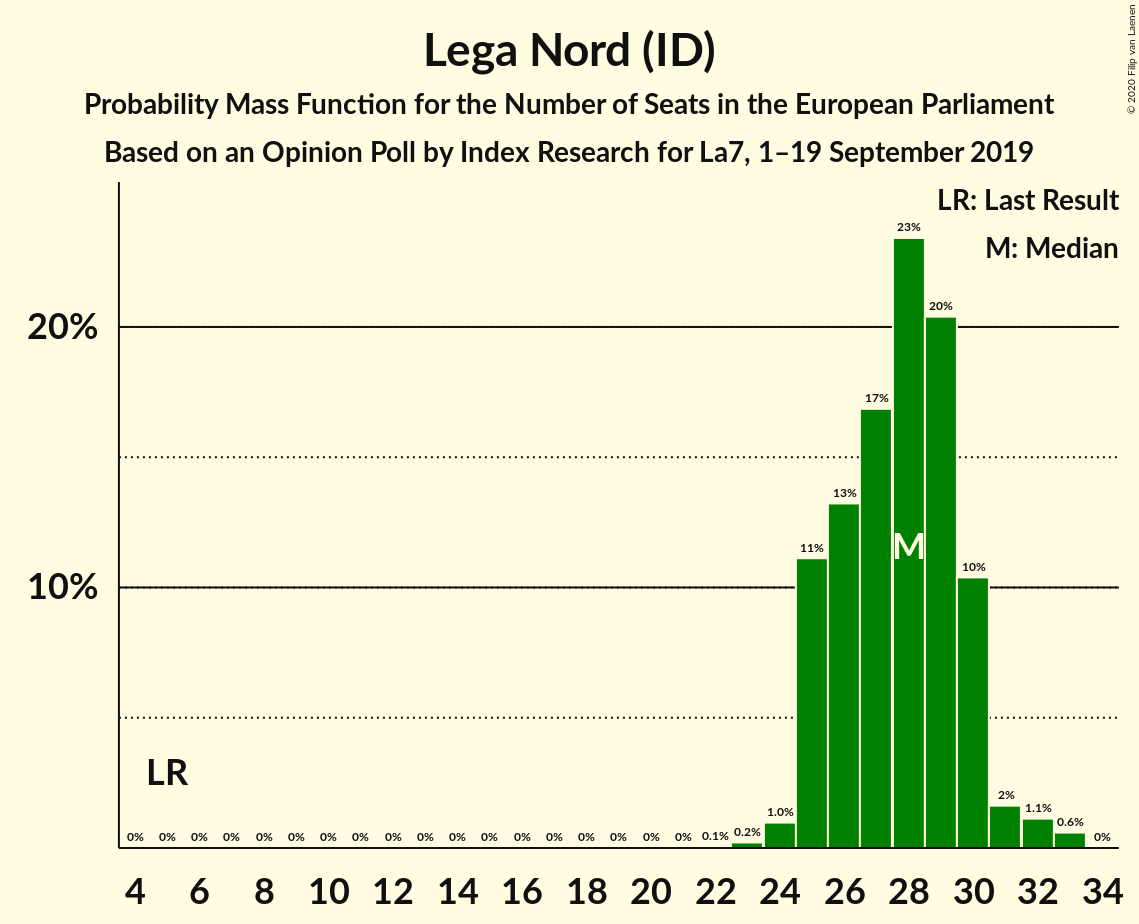 Lega Nord (ID)
Probability Mass Function for the Number of Seats in the European Parliament
Based on an Opinion Poll by Index Research for La7, 1–19 September 2019
© 2020 Filip van Laenen
LR: Last Result
M: Median
20%
10%
23%
20%
17%
13%
11%
10%
M
LR
0% 0% 0% 0% 0% 0% 0% 0% 0% 0% 0% 0% 0% 0% 0% 0% 0% 0% 0.1% 0.2% 1.0% 2% 1.1% 0.6% 0%
4 6 8 10 12 14 16 18 20 22 24 26 28 30 32 34